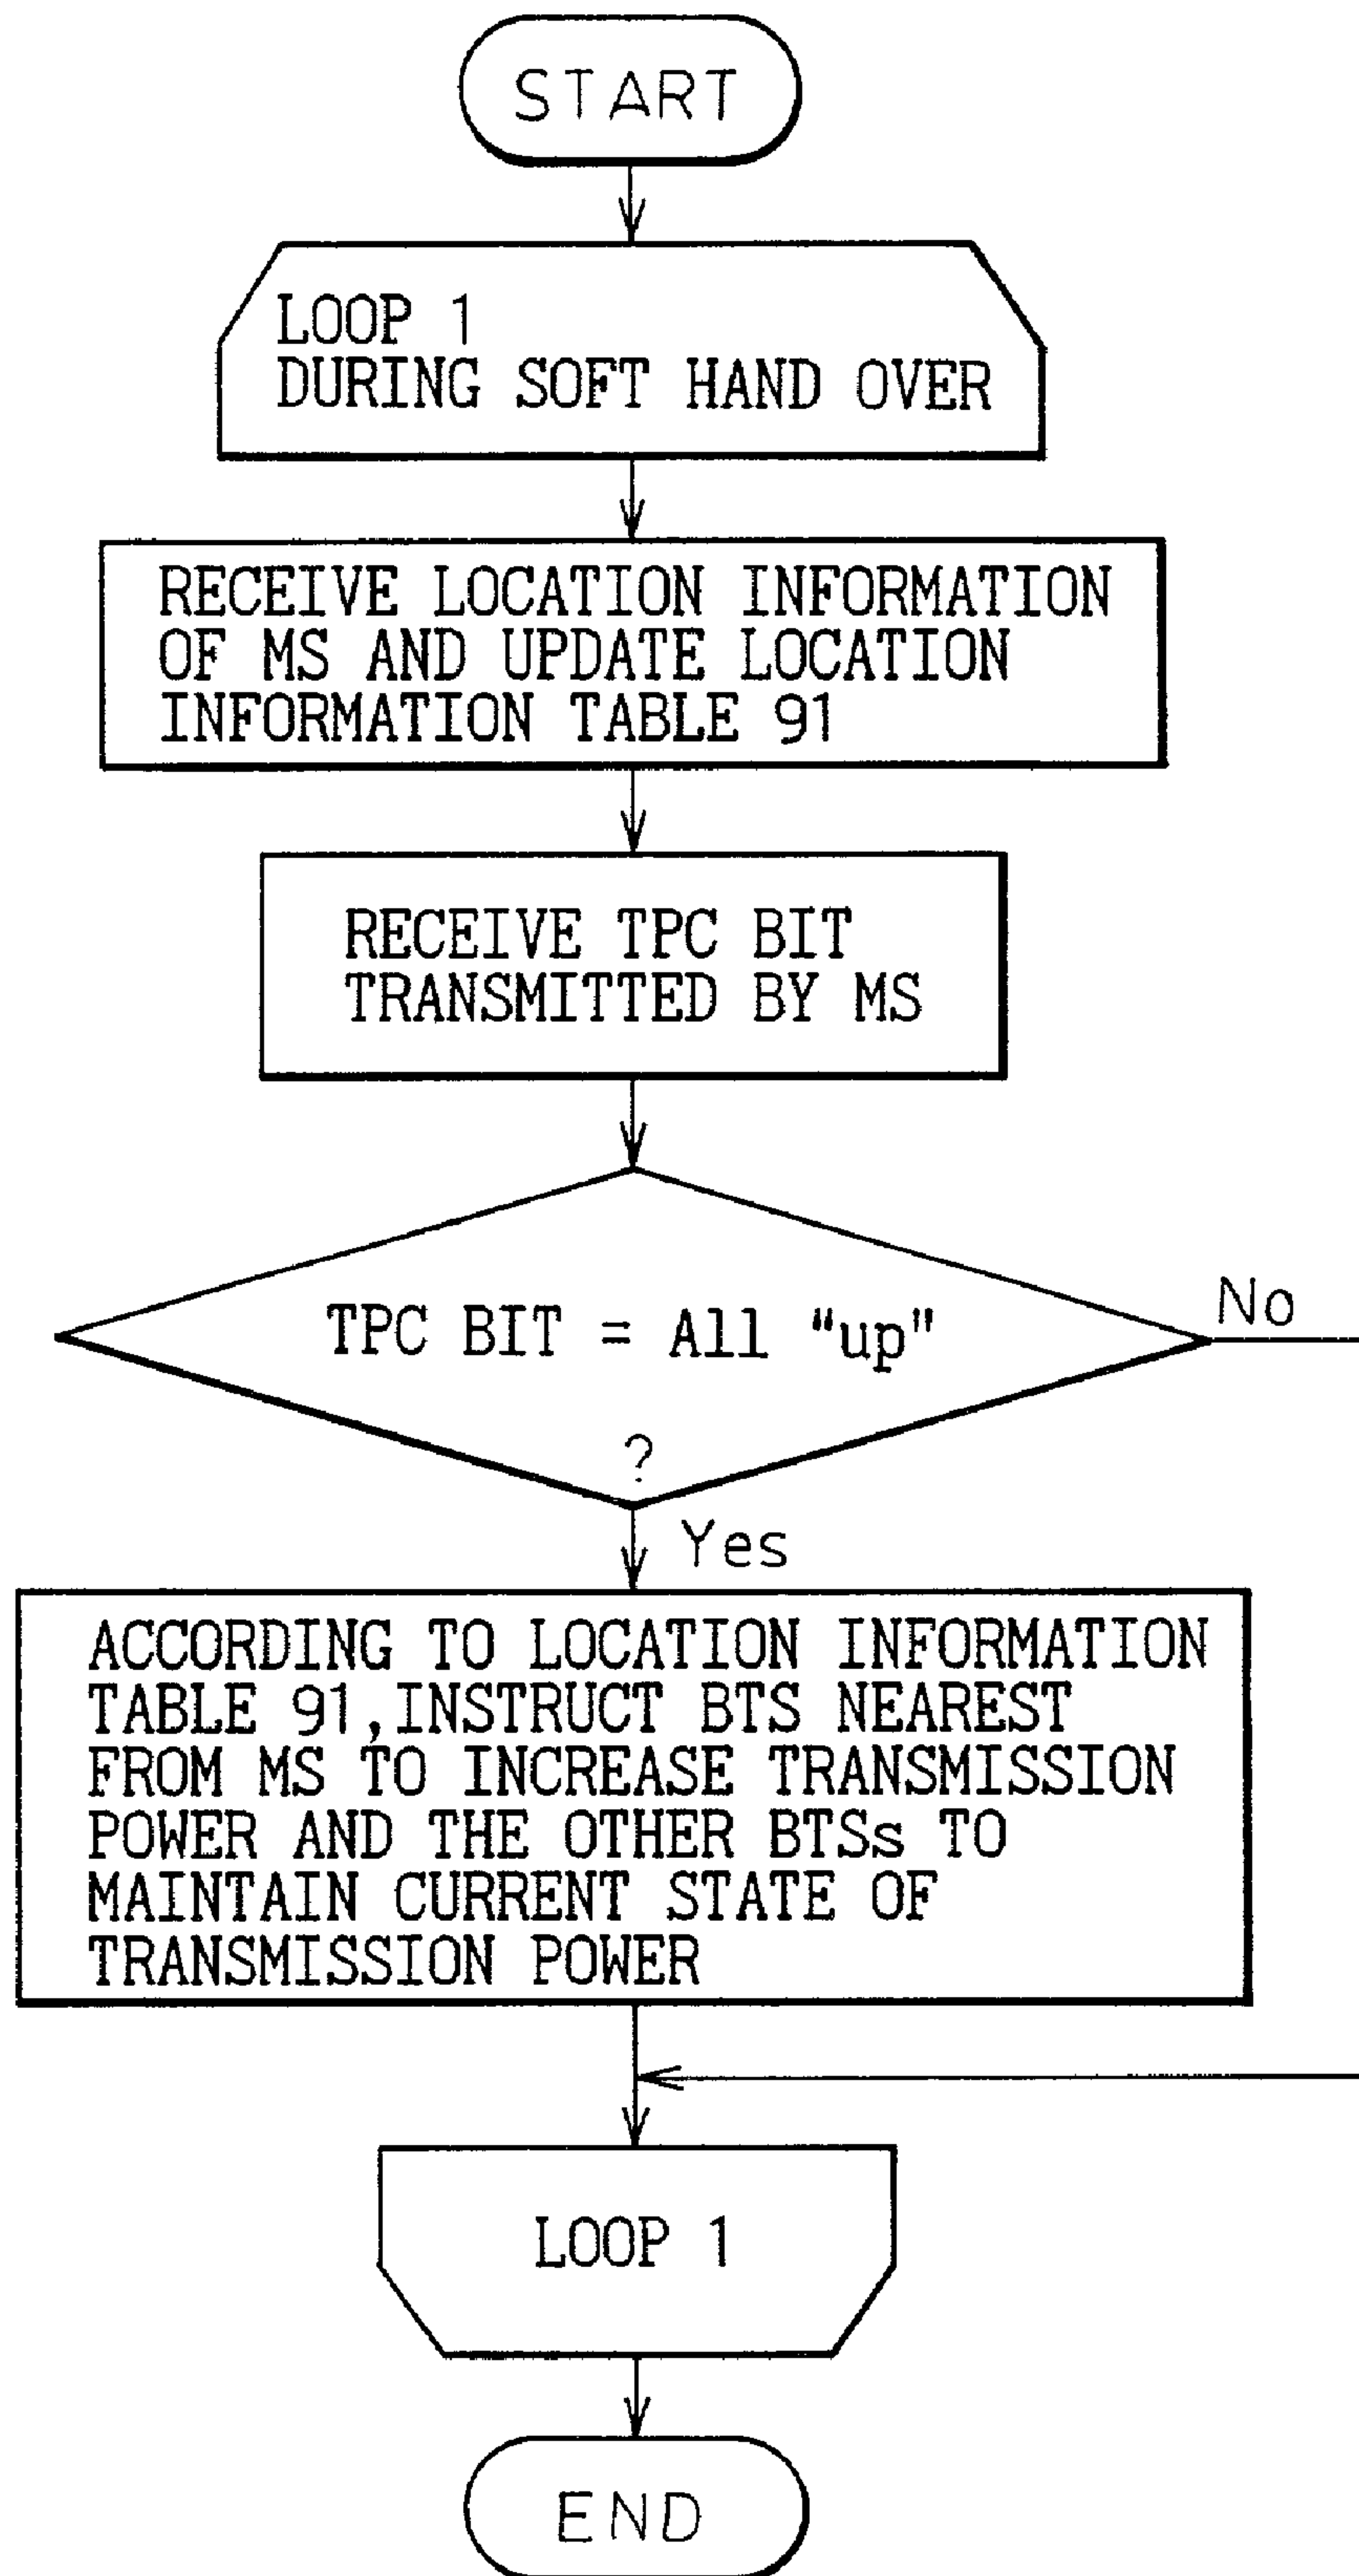 START
LOOP 1
DURING SOFT HAND OVER
RECEIVE LOCATION INFORMATION
OF MS AND UPDATE LOCATION
INFORMATION TABLE 91
RECEIVE TPC BIT
TRANSMITTED BY MS
TPC BIT = All “up"
?
No
Yes
ACCORDING TO LOCATION INFORMATION
TABLE 91,INSTRUCT BTS NEAREST
FROM MS TO INCREASE TRANSMISSION
POWER AND THE OTHER BTSs TO
MAINTAIN CURRENT STATE OF
TRANSMISSION POWER
LOOP 1
END